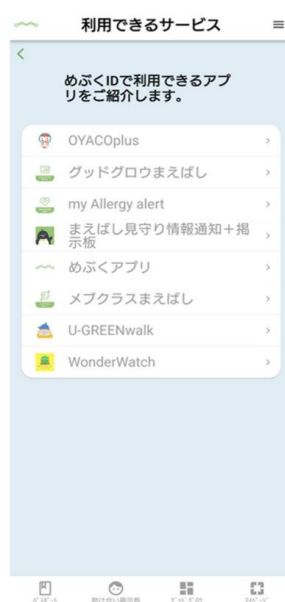 利用できるサービス
めぶくIDで利用できるアプ
リをご紹介します。
OYACOplus
グッドグロウまえばし
my Allergy alert
まえばし見守り情報通知＋掲
示板
めぶくアプリ
メブクラスまえばし
U-GREENwalk
WonderWatch